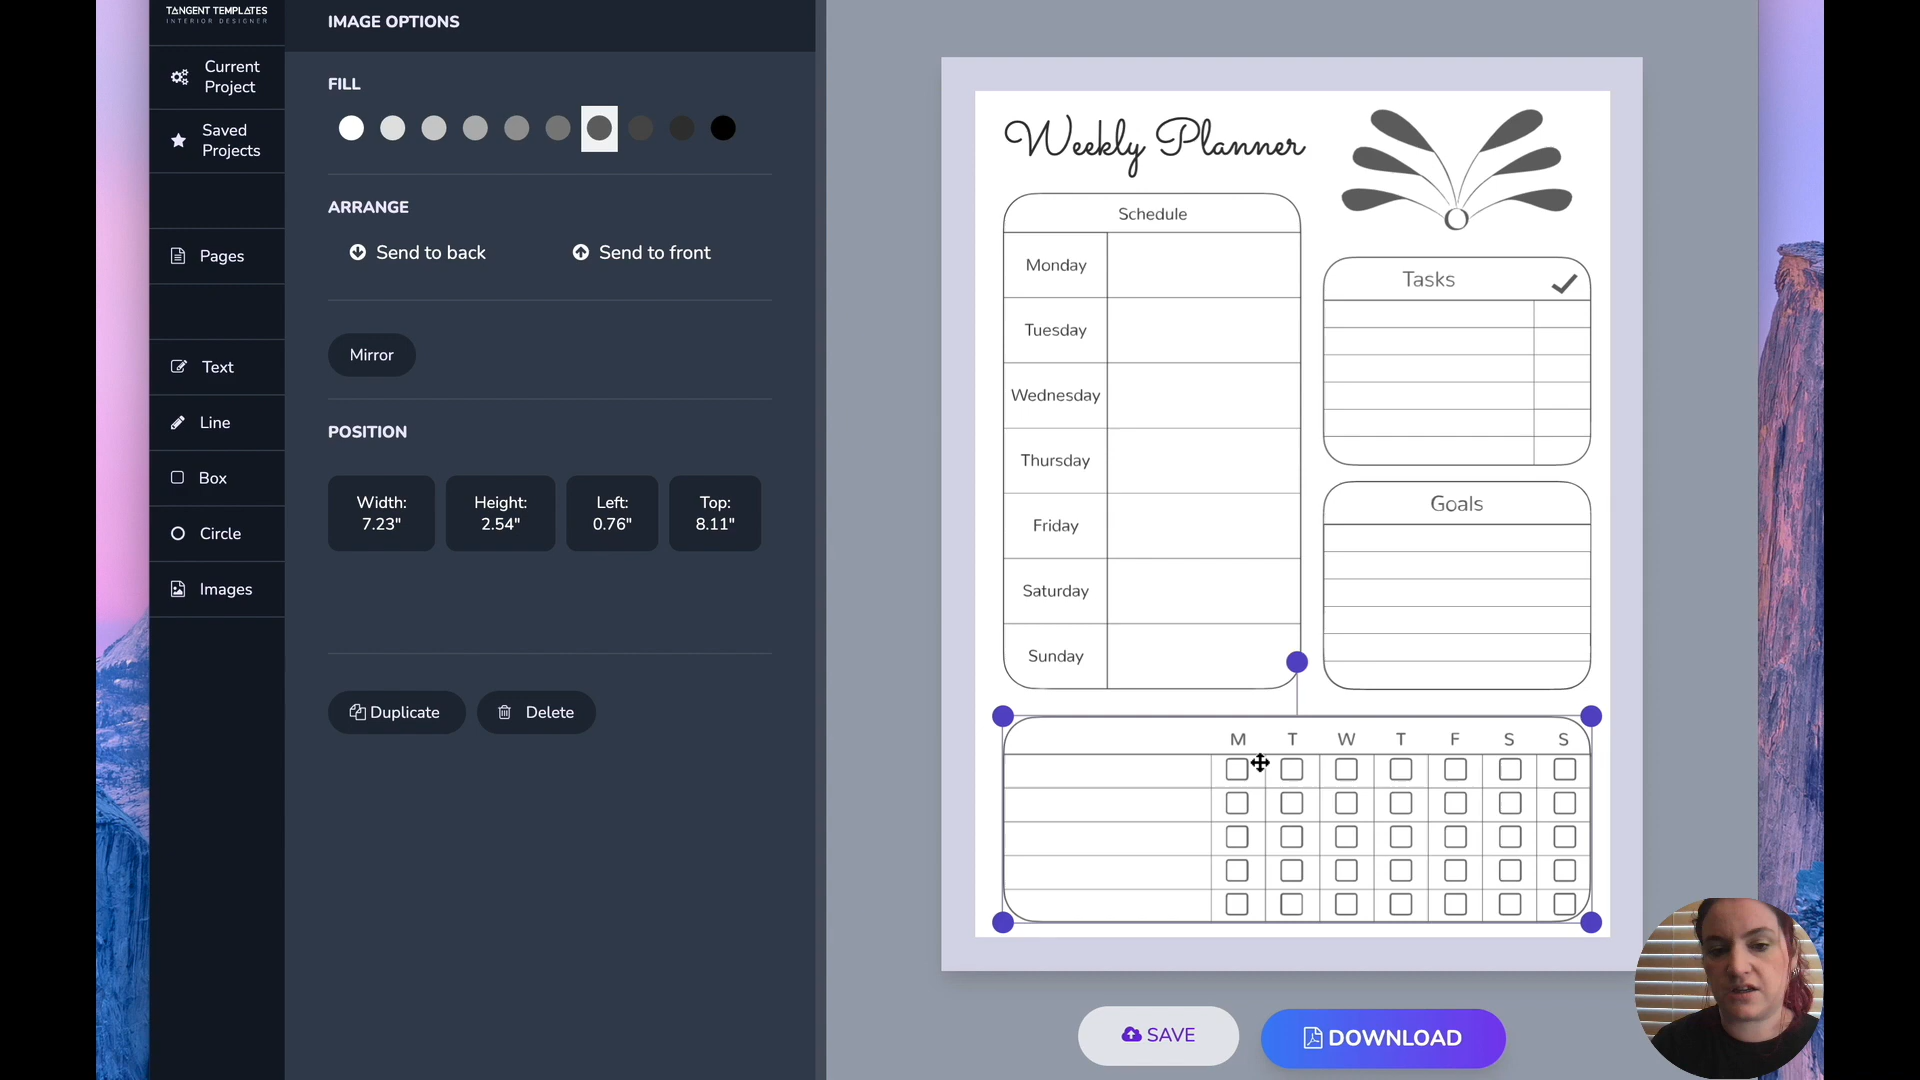 TANGENT TEMPLATES
INTERIOR DESIGNER
Current
Project
Saved
Projects
Pages
Text
Line
Box
Circle
Images
IMAGE OPTIONS
FILL
ARRANGE
Send to back
Send to front
Mirror
POSITION
Width:
7.23"
Height:
2.54"
Left:
0.76"
Top:
8.11"
Duplicate
Delete
Weekly Planner
Schedule
Monday
Tuesday
Wednesday
Thursday
Friday
Saturday
Sunday
Tasks
Goals
M T W T F S S
SAVE
DOWNLOAD